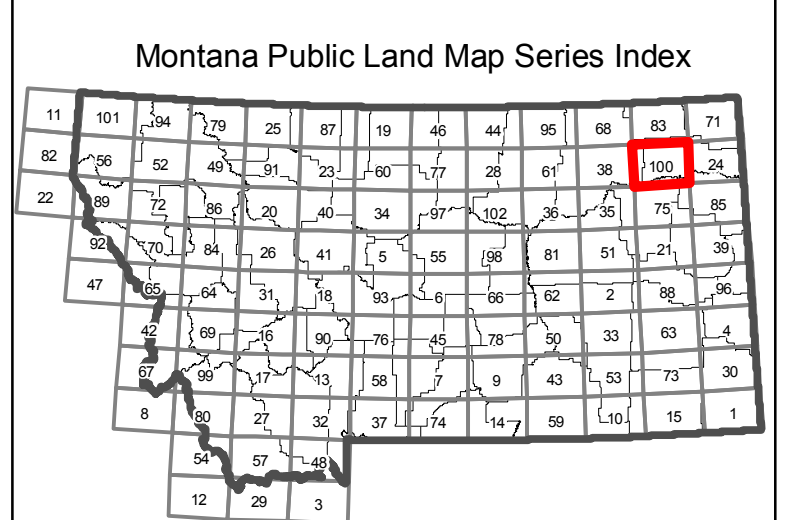 Montana Public Land Map Series Index
11 101 94 79 25 87 19 46 44 95 68 83 71
82 56 52 49 91 23 60 77 28 61 38 100 24
22 89 72 86 20 40 34 97 102 36 35 75 85
92 70 84 26 41 5 55 98 81 51 21 39
47 65 64 31 18 93 6 66 62 2 88 96
42 69 16 90 76 45 78 50 33 63 4
67 99 17 13 58 7 9 43 53 73 30
8 80 27 32 37 74 14 59 10 15 1
54 57 48
12 29 3